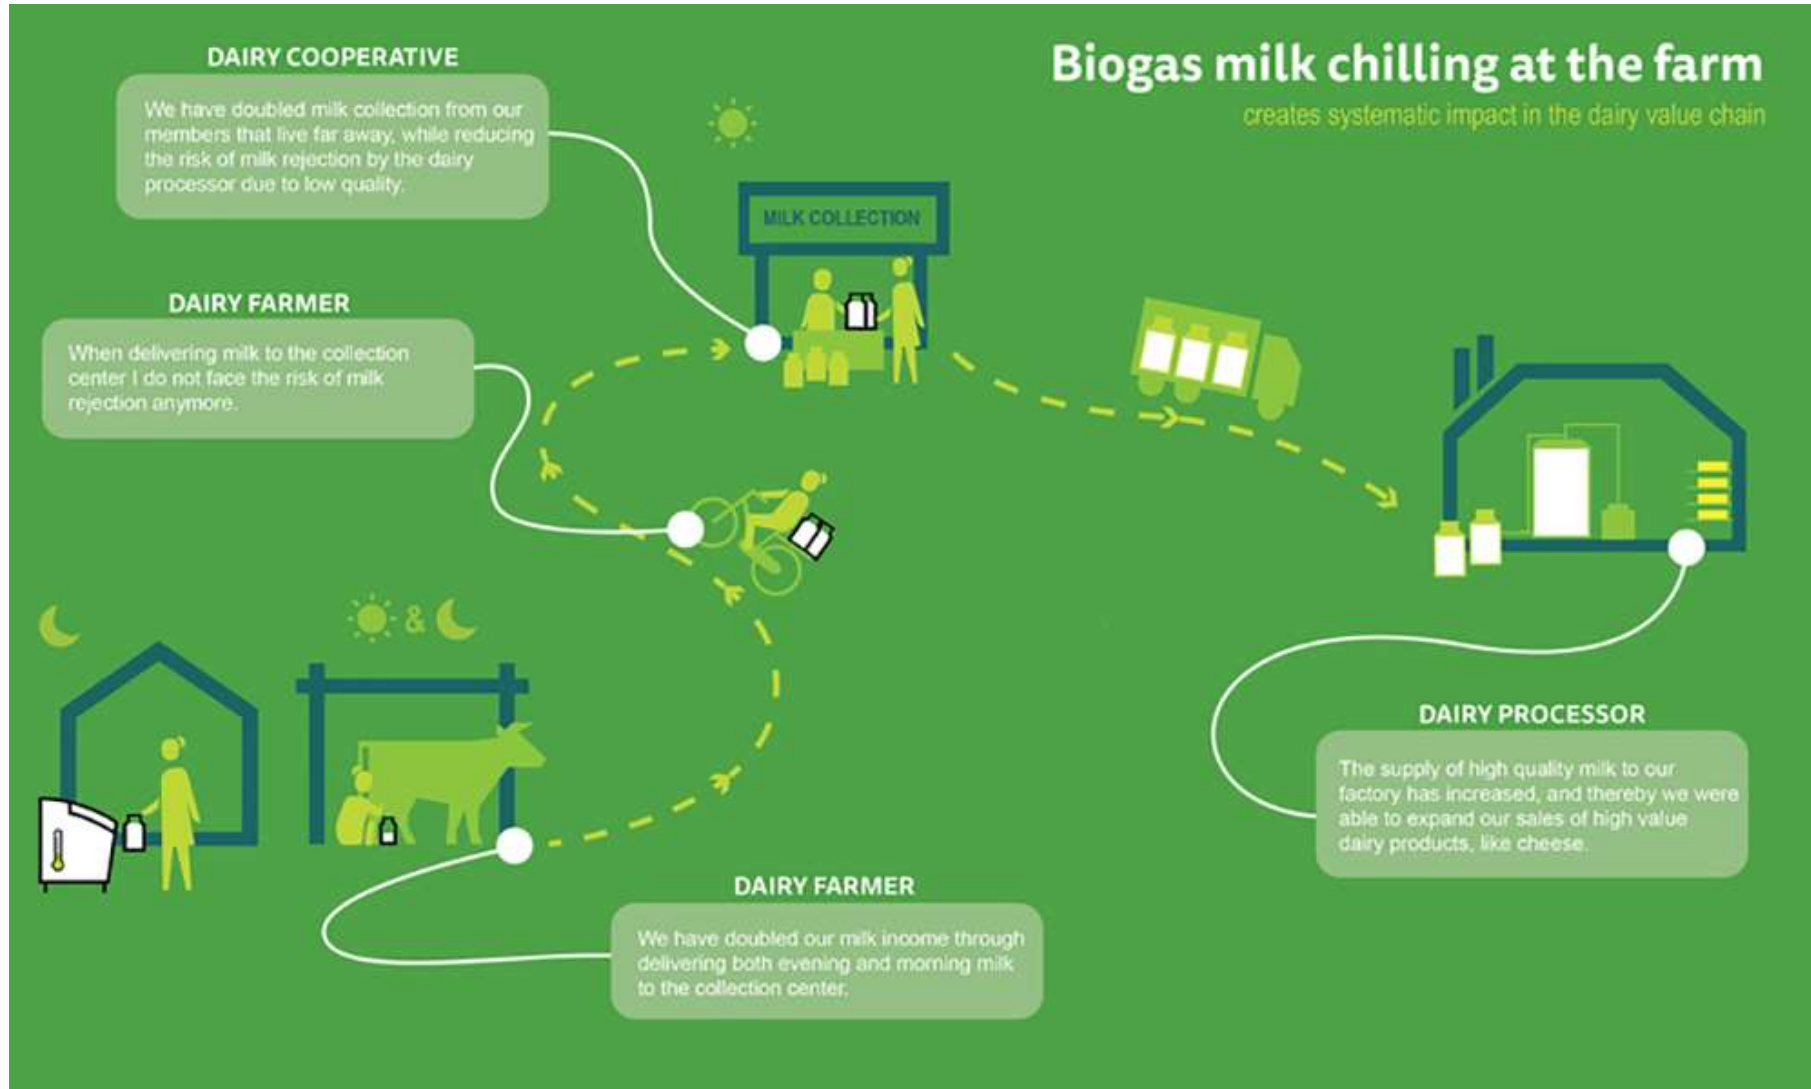 Biogas milk chilling at the farm
creates systematic impact in the dairy value chain
DAIRY COOPERATIVE
We have doubled milk collection from our
members that live far away, while reducing
the risk of milk rejection by the dairy
processor due to low quality.
MILK COLLECTION
DAIRY FARMER
When delivering milk to the collection
center I do not face the risk of milk
rejection anymore.
&
DAIRY PROCESSOR
The supply of high quality milk to our
factory has increased, and thereby we were
able to expand our sales of high value
dairy products, like cheese.
DAIRY FARMER
We have doubled our milk income through
delivering both evening and morning milk
to the collection center.